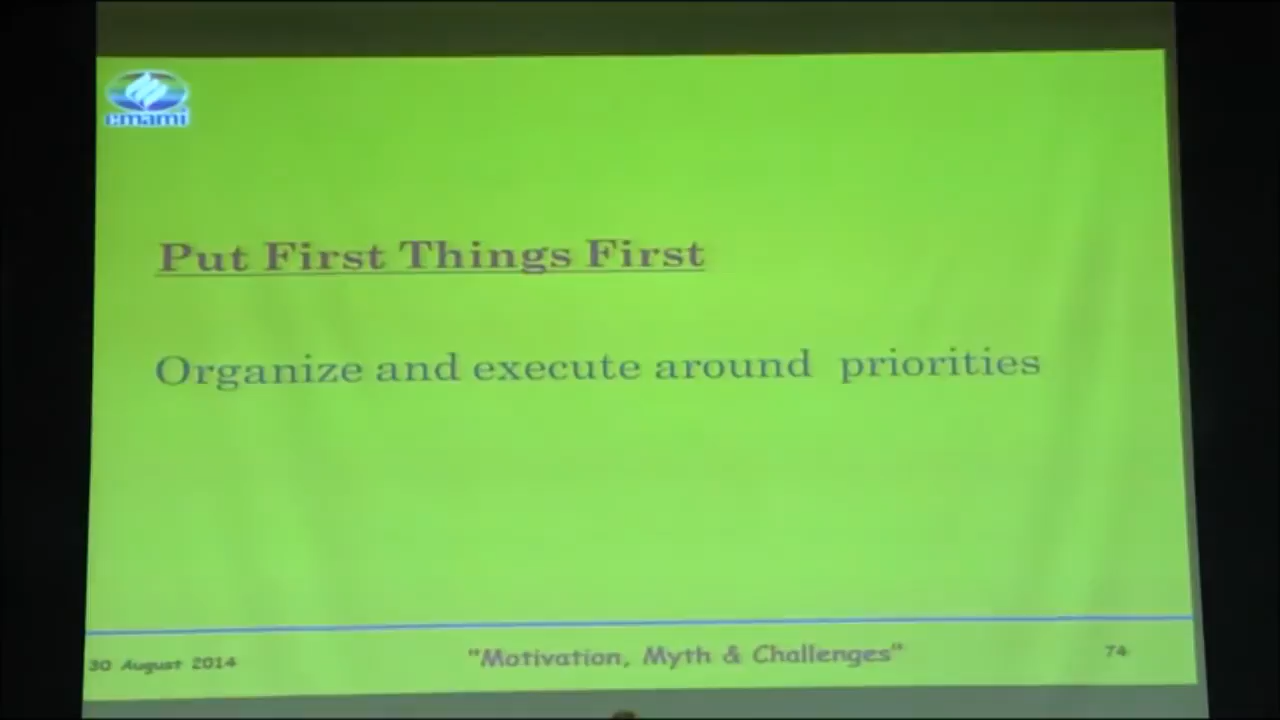 emami
Put First Things First
Organize and execute around priorities
30 August 2014
"Motivation, Myth & Challenges"
74